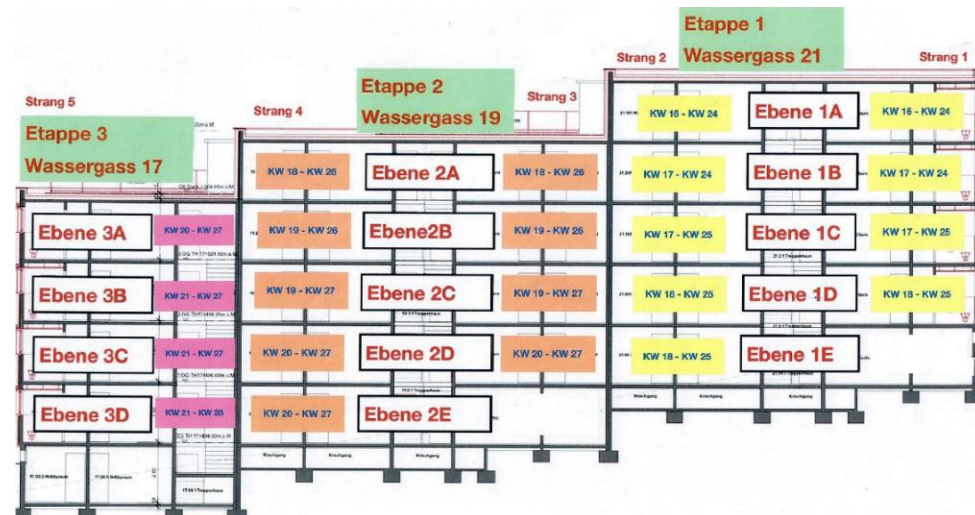 Etappe 1
Wassergass 21
Strang 2
Strang 1
Etappe 2
Wassergass 19
Strang 4
Strang 3
Strang 5
Etappe 3
Wassergass 17
KW 16 - KW 24
Ebene 1A
KW 16 - KW 24
KW 18 - KW 26
Ebene 2A
KW 18 - KW 26
KW 17 - KW 24
Ebene 1B
KW 17 - KW 24
Ebene 3A
KW 20 - KW 27
KW 19 - KW 26
Ebene2B
KW 19 - KW 26
KW 17 - KW 25
Ebene 1C
KW 17 - KW 25
Ebene 3B
KW 21 - KW 27
KW 19 - KW 27
Ebene 2C
KW 19 - KW 27
KW 18 - KW 25
Ebene 1D
KW 18 - KW 25
Ebene 3C
KW 21 - KW 27
KW 20 - KW 27
Ebene 2D
KW 20 - KW 27
KW 18 - KW 25
Ebene 1E
Ebene 3D
KW 21 - KW 28
KW 20 - KW 27
Ebene 2E
Kriechgang
Kriechgang
Kriechgang
Kriechgang
Kriechgang